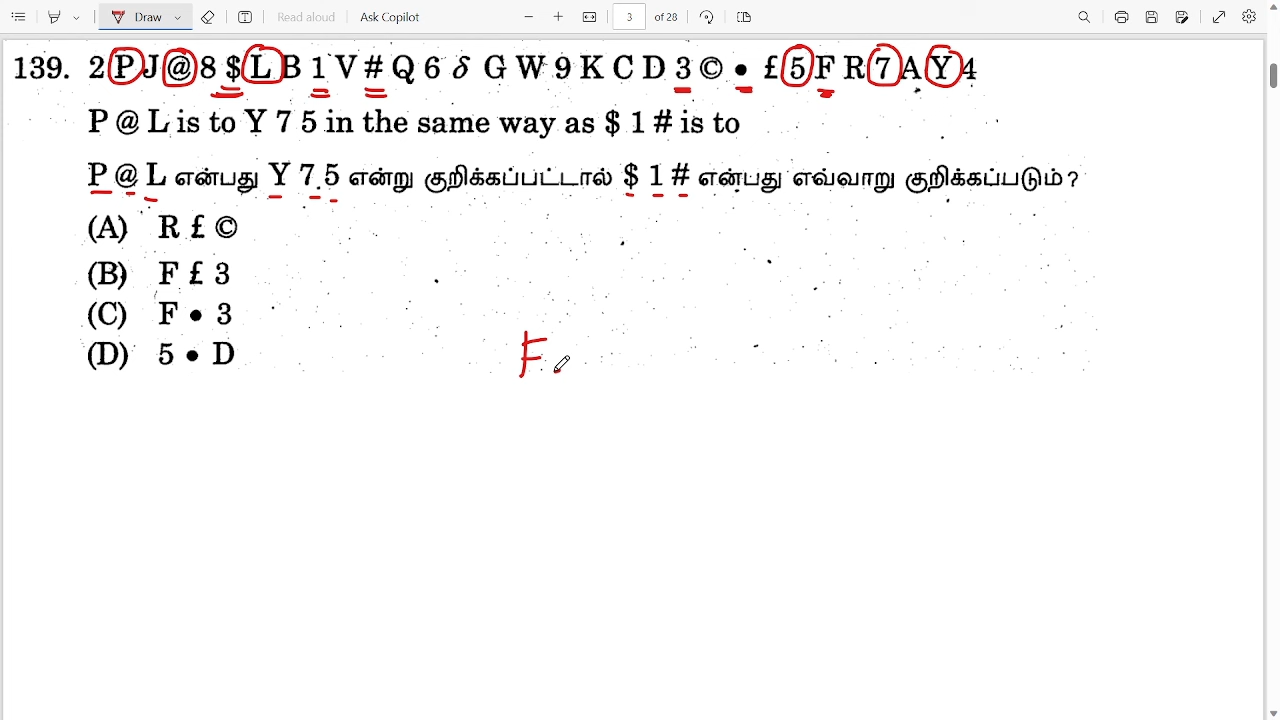 Draw
Read aloud
Ask Copilot
3
of 28
139. 2 P J @ 8 $ L B 1 V # Q 6 δ G W 9 K C D 3 © • £ 5 F R 7 A Y 4
P @ L is to Y 7 5 in the same way as $ 1 # is to
P @ L என்பது Y 7 5 என்று குறிக்கப்பட்டால் $ 1 # என்பது எவ்வாறு குறிக்கப்படும் ?
(A) R £ ©
(B) F £ 3
(C) F • 3
(D) 5 • D
F